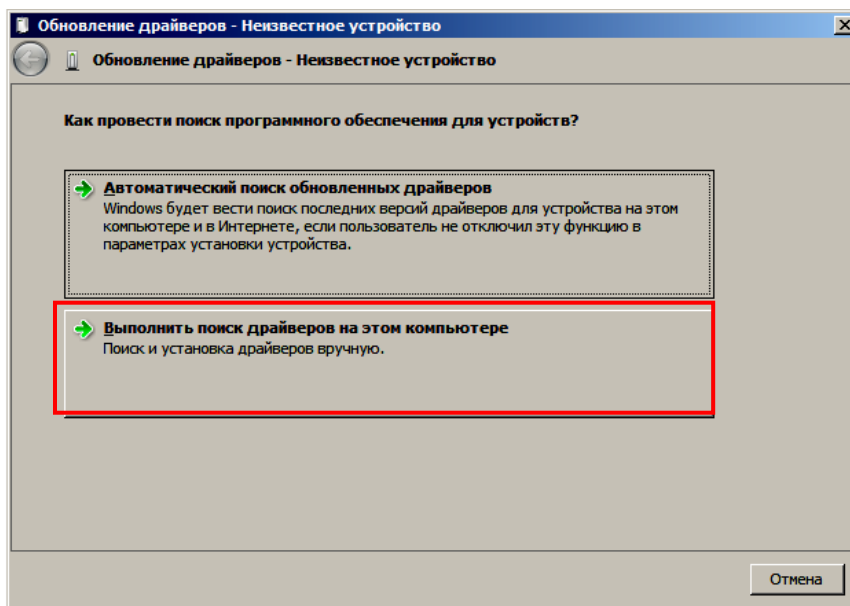 Обновление драйверов - Неизвестное устройство
Обновление драйверов - Неизвестное устройство
Как провести поиск программного обеспечения для устройств?
Автоматический поиск обновленных драйверов
Windows будет вести поиск последних версий драйверов для устройства на этом
компьютере и в Интернете, если пользователь не отключил эту функцию в
параметрах установки устройства.
Выполнить поиск драйверов на этом компьютере
Поиск и установка драйверов вручную.
Отмена